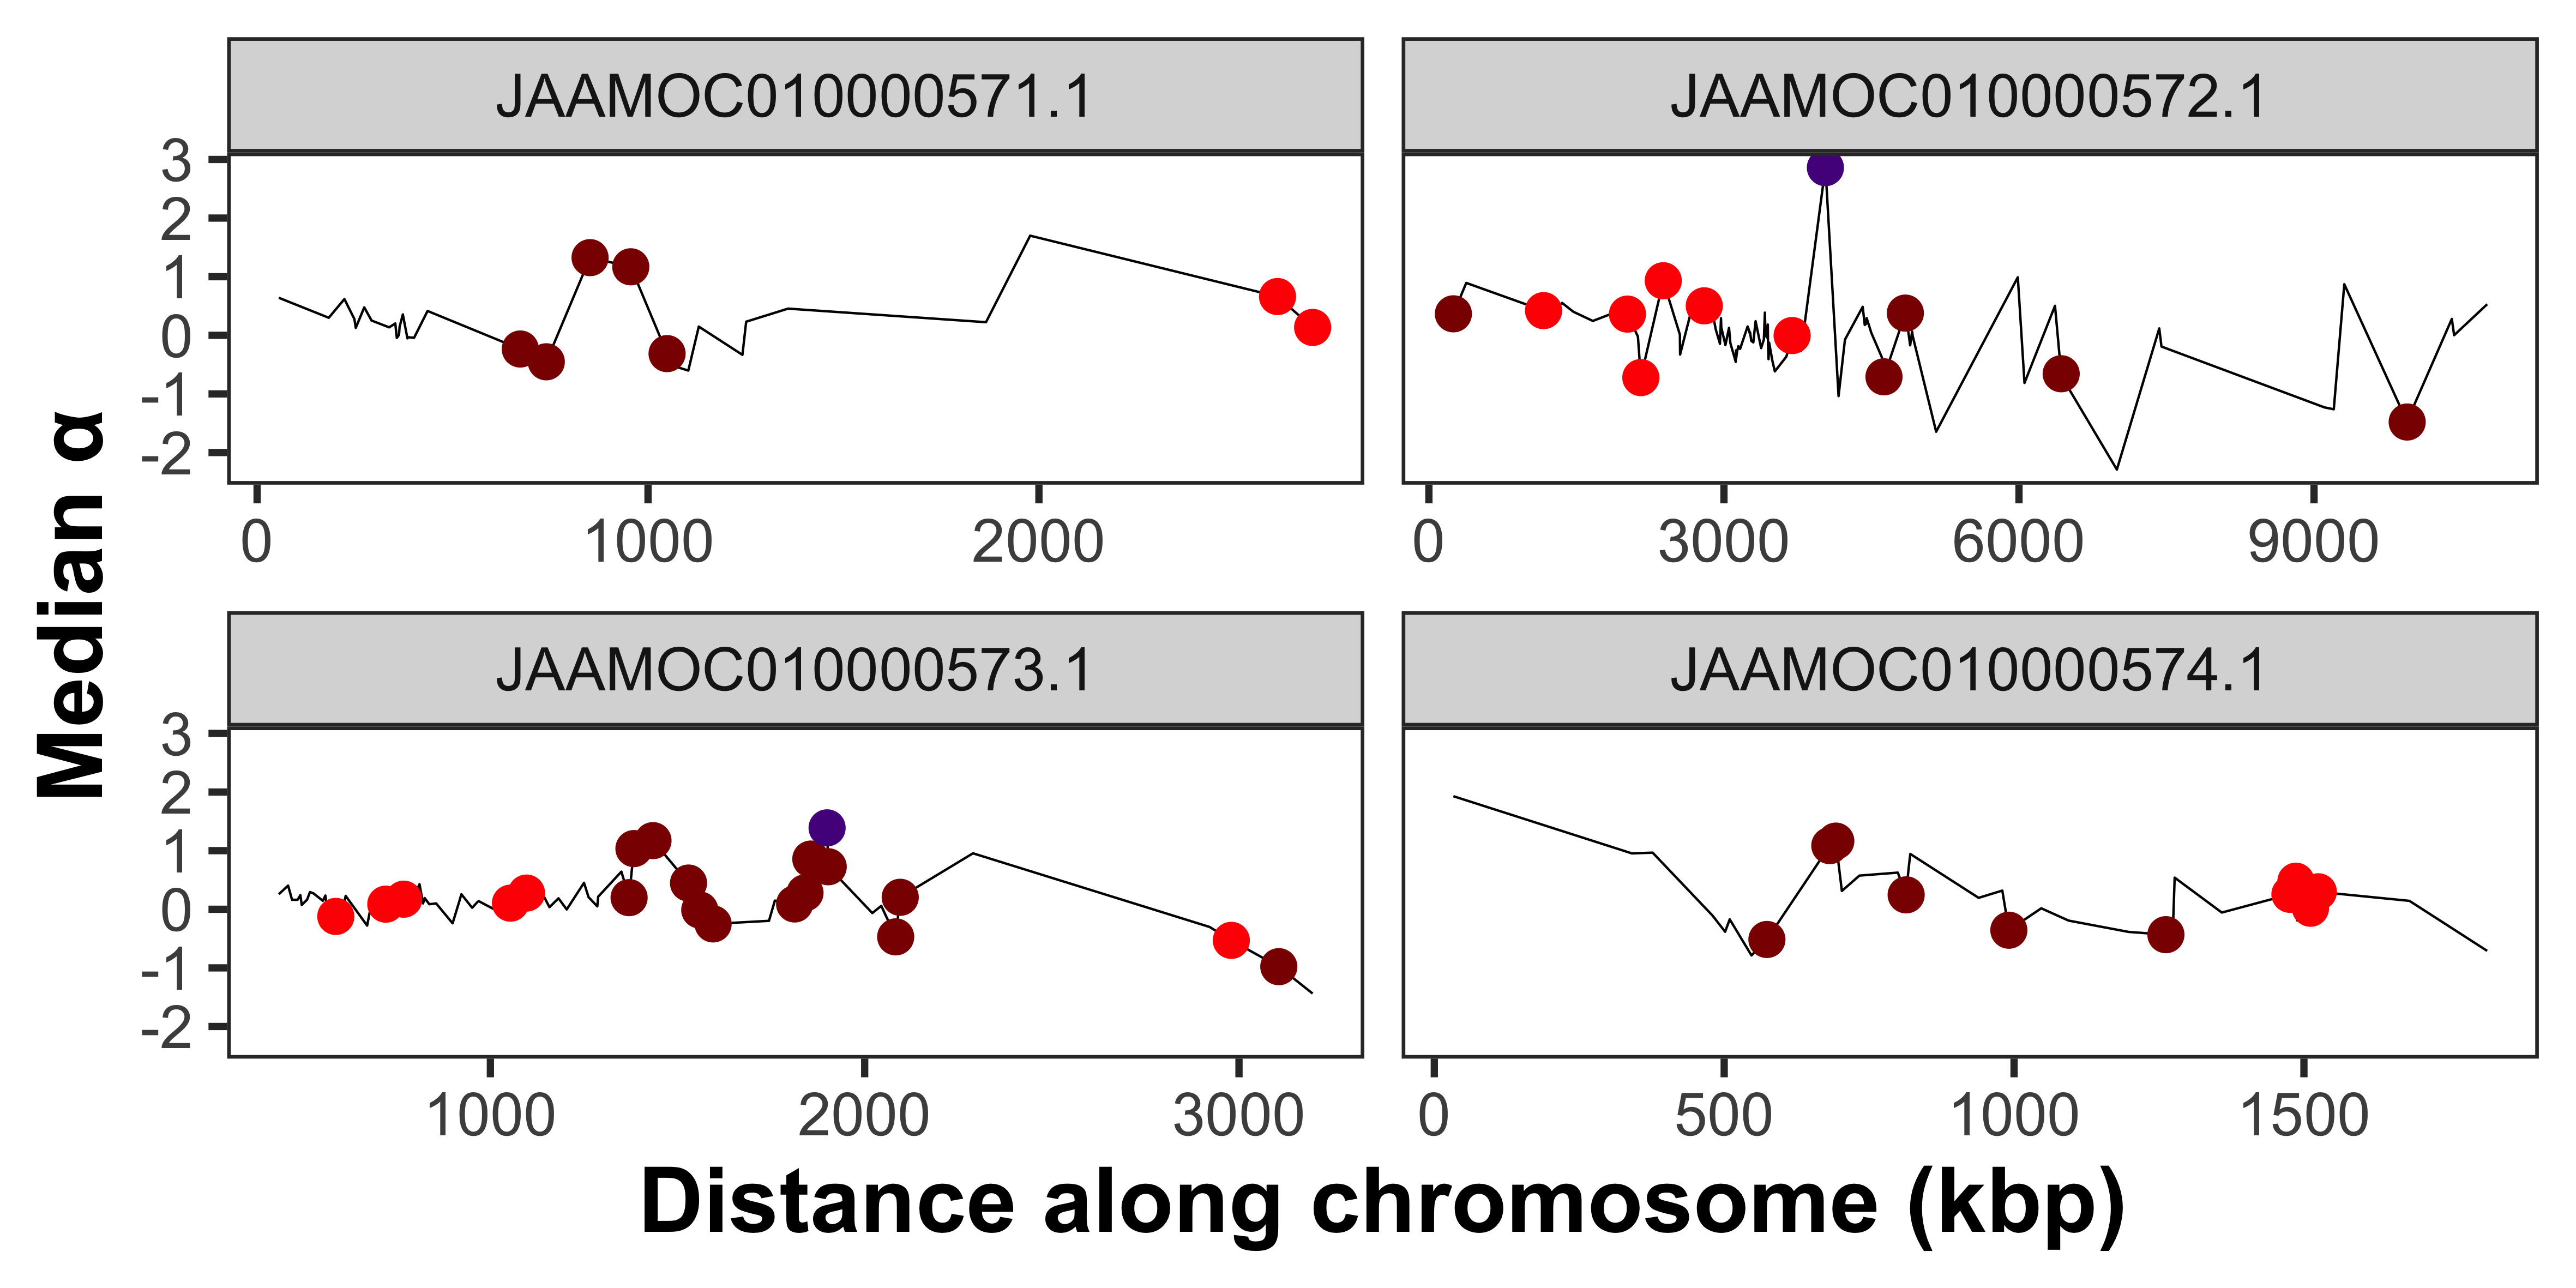 JAAMOC010000571.1
JAAMOC010000572.1
3
2
1
0
-1
-2
0 1000 2000
0 3000 6000 9000
JAAMOC010000573.1
JAAMOC010000574.1
3
2
1
0
-1
-2
1000 2000 3000
0 500 1000 1500
Median α
Distance along chromosome (kbp)